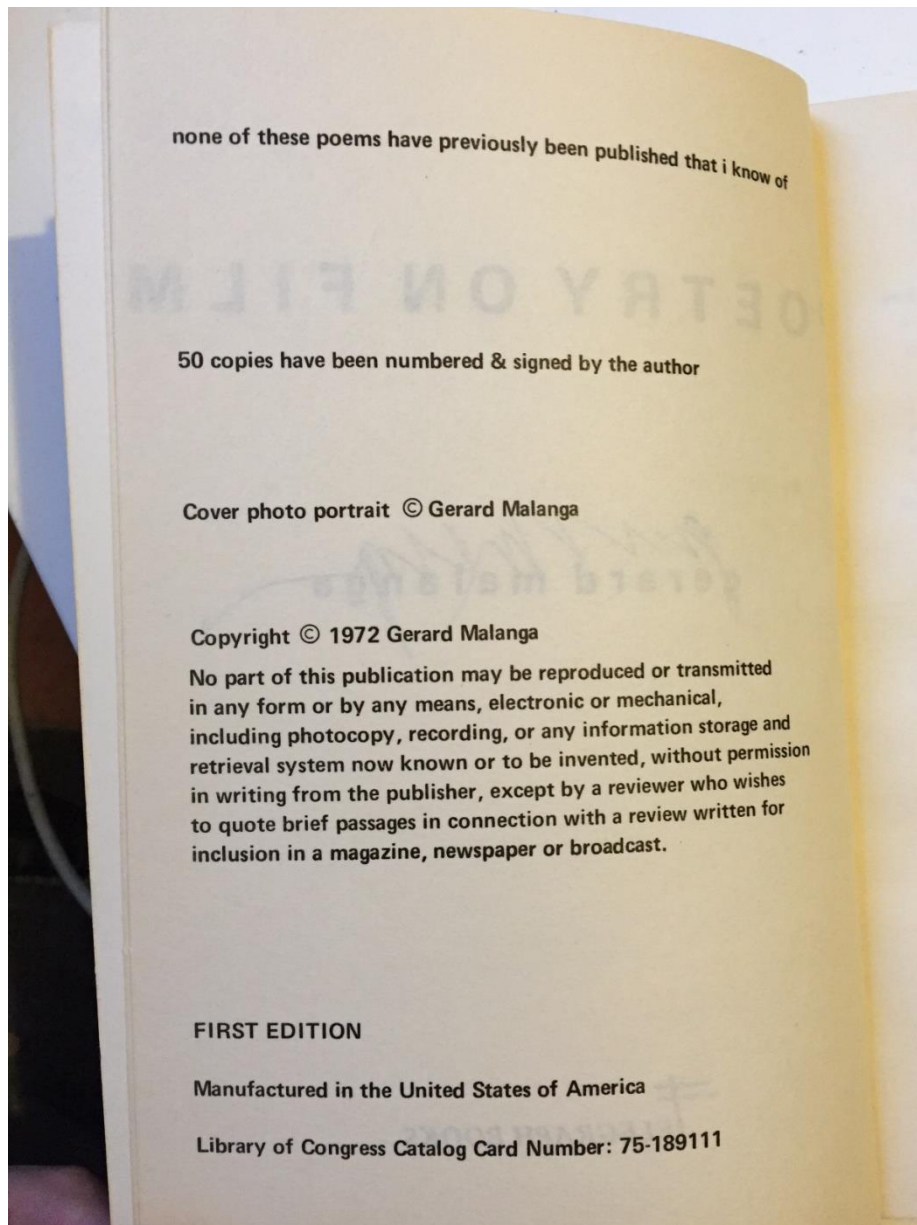 none of these poems have previously been published that i know of
POETRY ON FILM
50 copies have been numbered & signed by the author
Cover photo portrait © Gerard Malanga
gerard malanga
Copyright © 1972 Gerard Malanga
No part of this publication may be reproduced or transmitted
in any form or by any means, electronic or mechanical,
including photocopy, recording, or any information storage and
retrieval system now known or to be invented, without permission
in writing from the publisher, except by a reviewer who wishes
to quote brief passages in connection with a review written for
inclusion in a magazine, newspaper or broadcast.
FIRST EDITION
Manufactured in the United States of America
Library of Congress Catalog Card Number: 75-189111